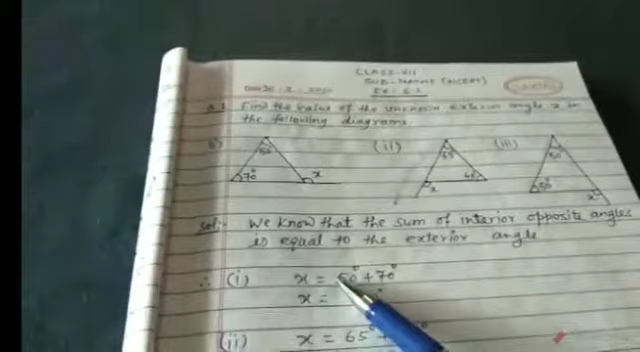 CLASS-VII
SUB- MATHS (NCERT)
Ex: 6.2
Q.1 Find the value of the unknown exterior angle x in
the following diagrams.
i) (ii) (iii)
50° 70° x
65° 45° x
50° x
Sol:- We know that the sum of interior opposite angles
is equal to the exterior angle
∴ (i) x = 50° + 70°
x =
(ii) x = 65° +